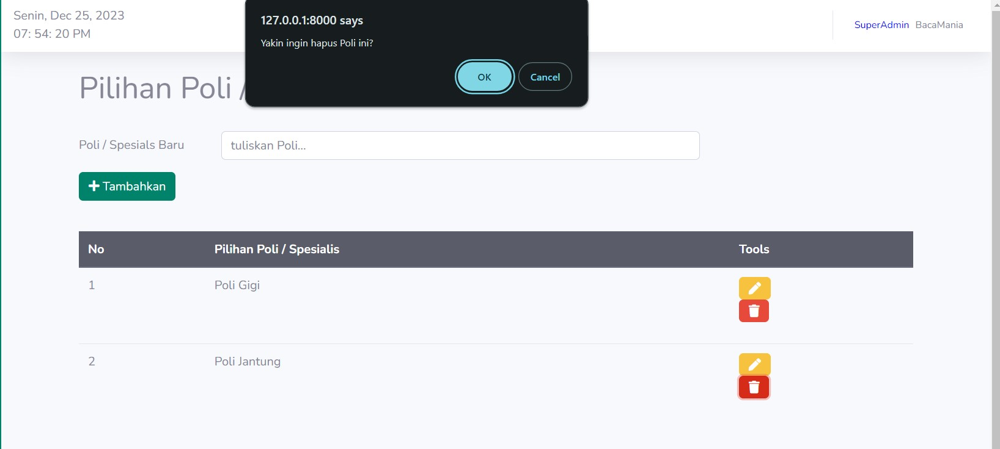 Senin, Dec 25, 2023
07: 54: 20 PM
127.0.0.1:8000 says
Yakin ingin hapus Poli ini?
OK
Cancel
SuperAdmin BacaMania
Pilihan Poli /
Poli / Spesials Baru
tuliskan Poli...
Tambahkan
No Pilihan Poli / Spesialis Tools
1 Poli Gigi
2 Poli Jantung